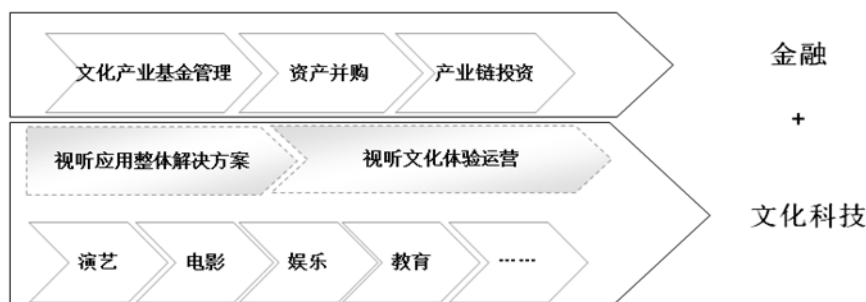 文化产业基金管理 资产并购 产业链投资 金融
+
视听应用整体解决方案 视听文化体验运营
文化科技
演艺 电影 娱乐 教育 ……